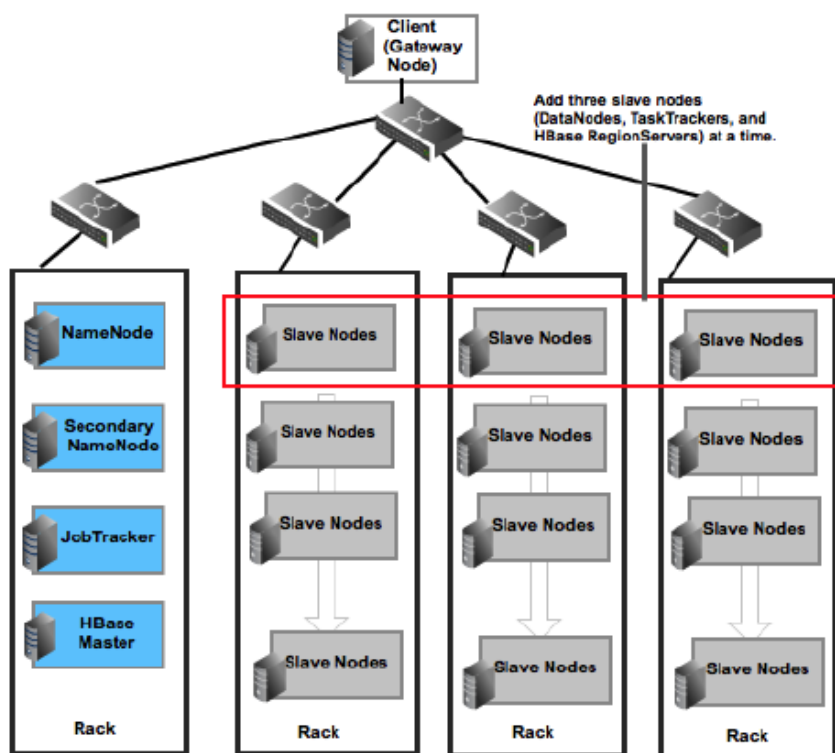 Client
(Gateway
Node)
Add three slave nodes
(DataNodes, TaskTrackers, and
HBase RegionServers) at a time.
NameNode
Secondary
NameNode
JobTracker
HBase
Master
Rack
Slave Nodes
Slave Nodes
Slave Nodes
Slave Nodes
Rack
Slave Nodes
Slave Nodes
Slave Nodes
Slave Nodes
Rack
Slave Nodes
Slave Nodes
Slave Nodes
Slave Nodes
Rack